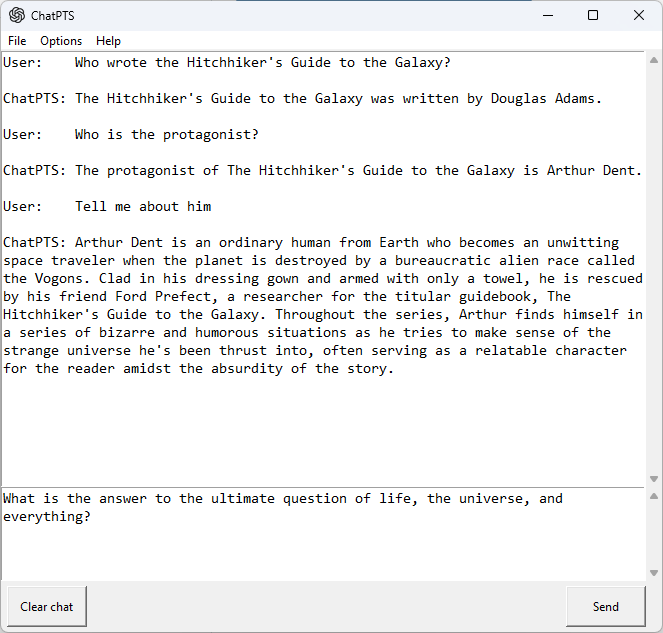 ChatPTS
File Options Help
User:    Who wrote the Hitchhiker's Guide to the Galaxy?
ChatPTS: The Hitchhiker's Guide to the Galaxy was written by Douglas Adams.
User:    Who is the protagonist?
ChatPTS: The protagonist of The Hitchhiker's Guide to the Galaxy is Arthur Dent.
User:    Tell me about him
ChatPTS: Arthur Dent is an ordinary human from Earth who becomes an unwitting
space traveler when the planet is destroyed by a bureaucratic alien race called
the Vogons. Clad in his dressing gown and armed with only a towel, he is rescued
by his friend Ford Prefect, a researcher for the titular guidebook, The
Hitchhiker's Guide to the Galaxy. Throughout the series, Arthur finds himself in
a series of bizarre and humorous situations as he tries to make sense of the
strange universe he's been thrust into, often serving as a relatable character
for the reader amidst the absurdity of the story.
What is the answer to the ultimate question of life, the universe, and
everything?
Clear chat Send